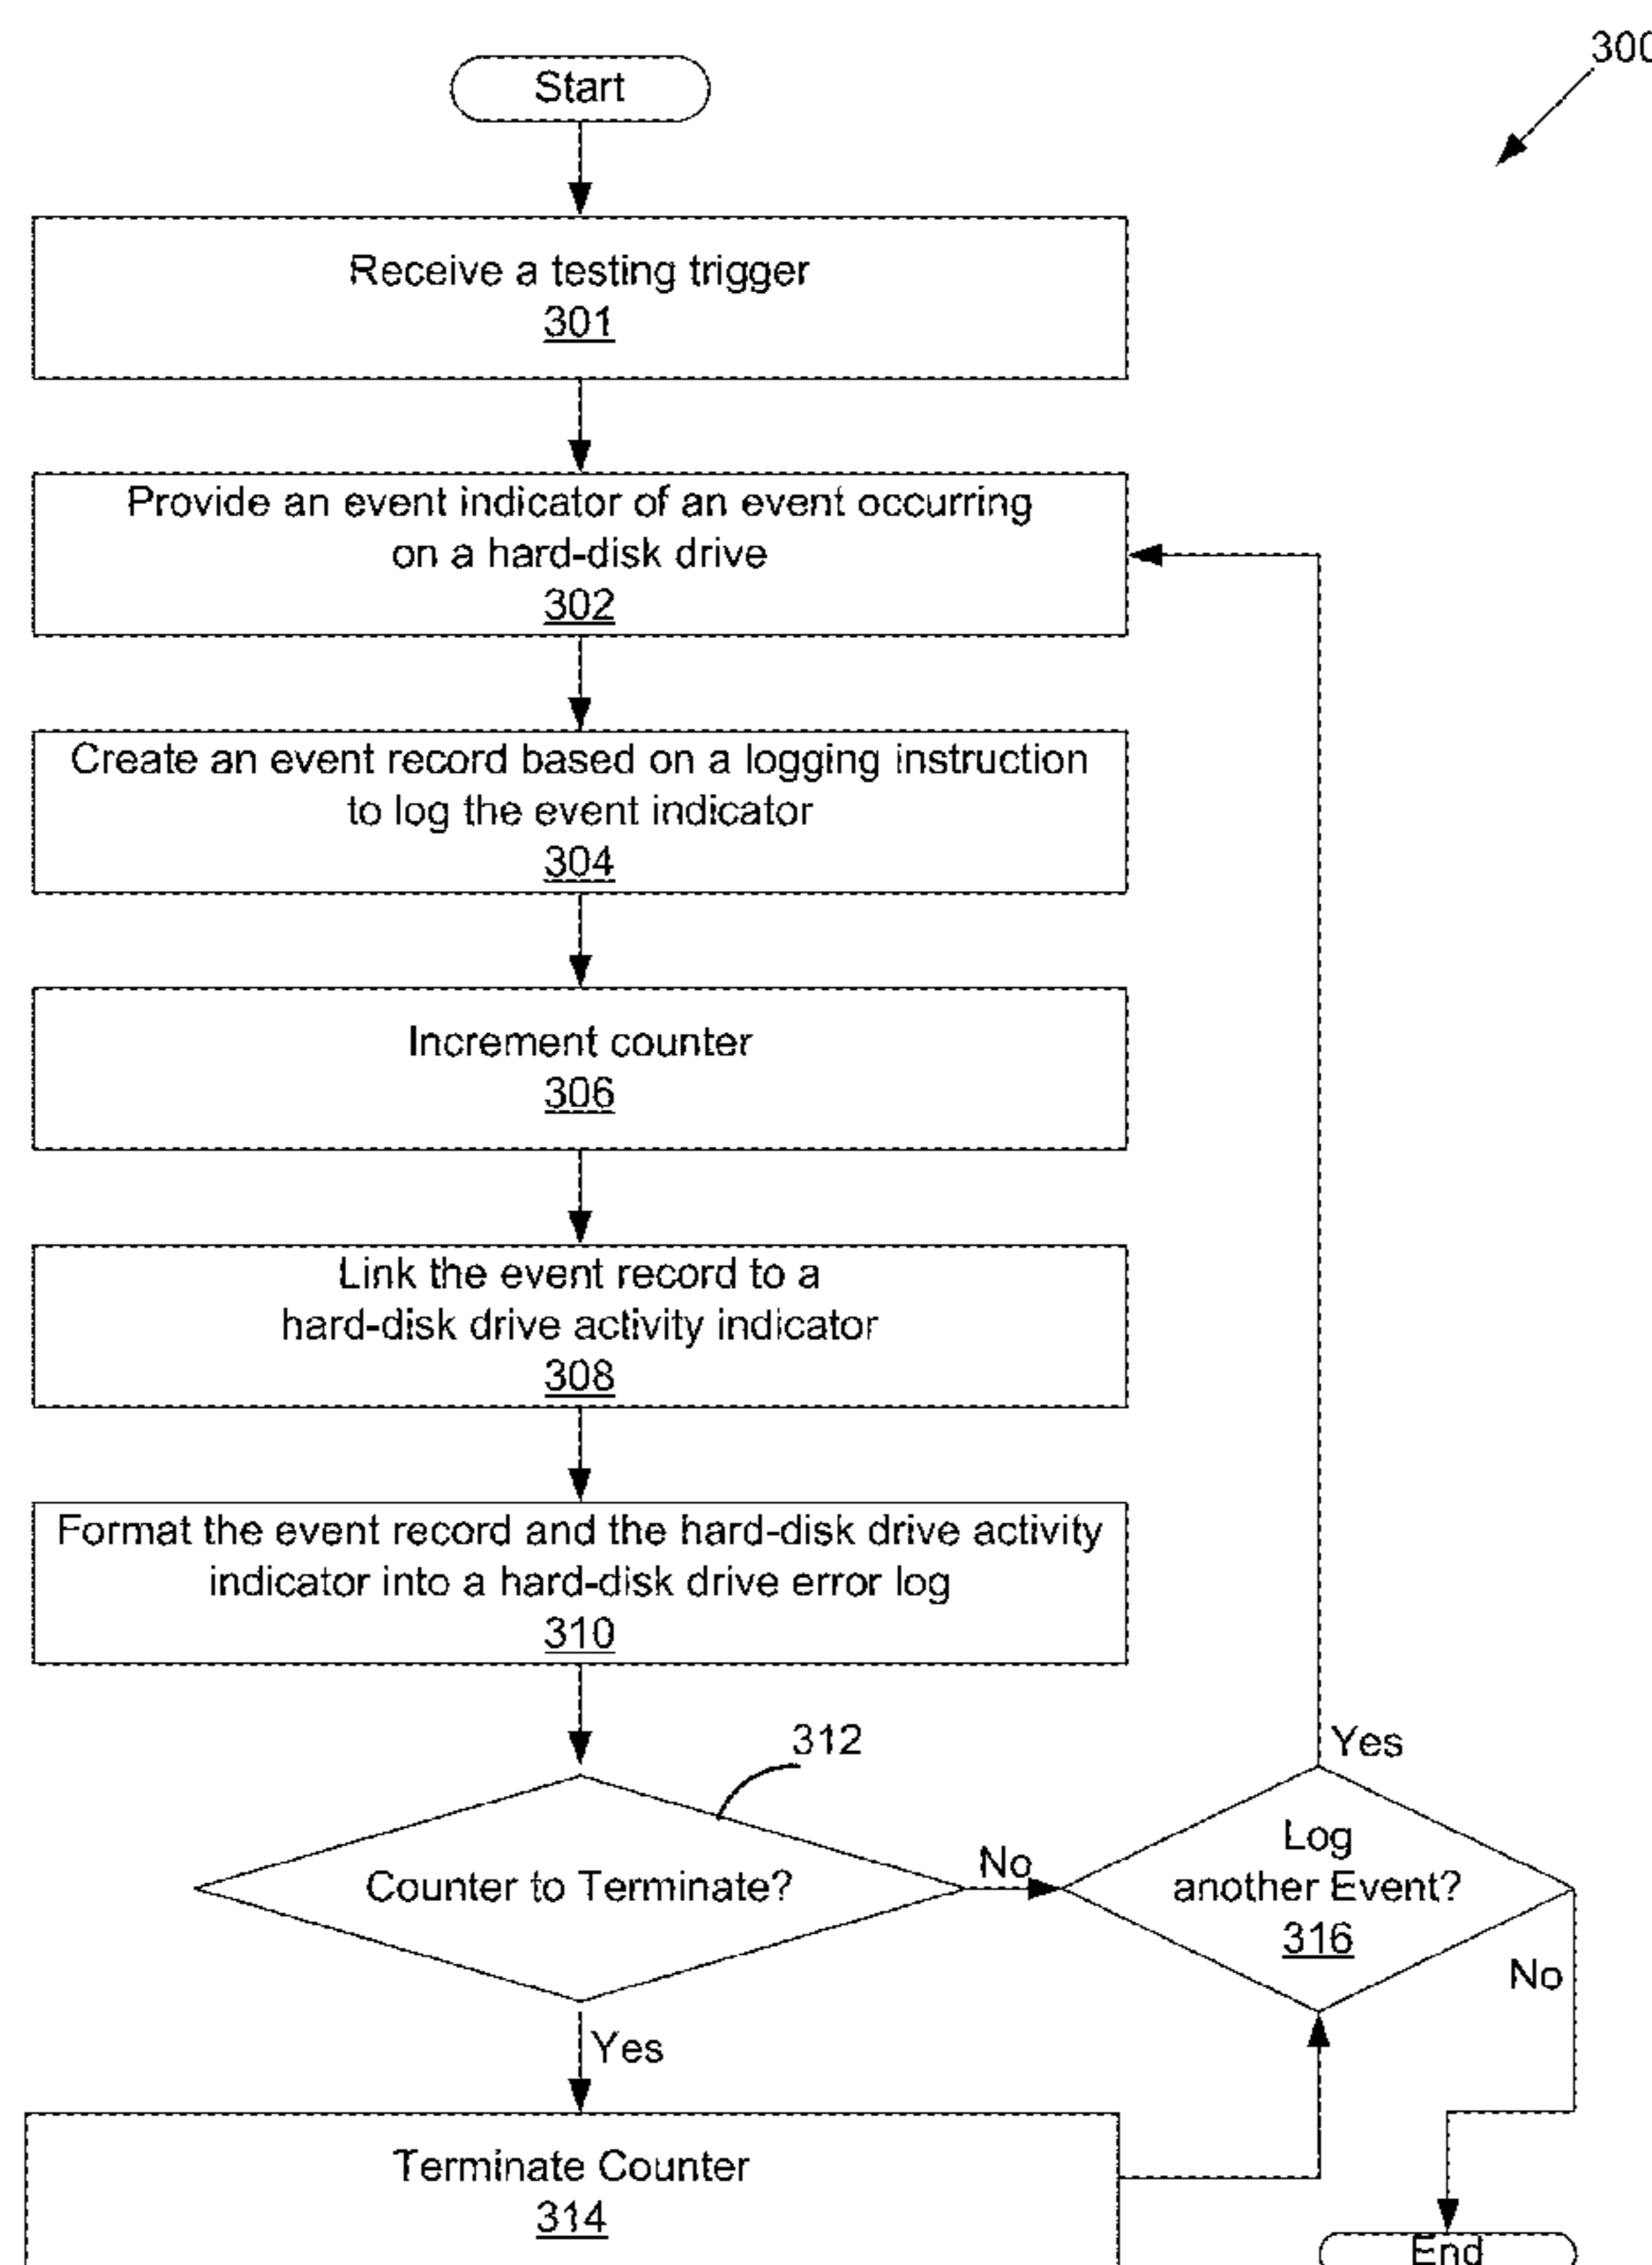 300
Start
Receive a testing trigger
301
Provide an event indicator of an event occurring
on a hard-disk drive
302
Create an event record based on a logging instruction
to log the event indicator
304
Increment counter
306
Link the event record to a
hard-disk drive activity indicator
308
Format the event record and the hard-disk drive activity
indicator into a hard-disk drive error log
310
312
Counter to Terminate?
No
Yes
Log
another Event?
316
No
Yes
Terminate Counter
314
End